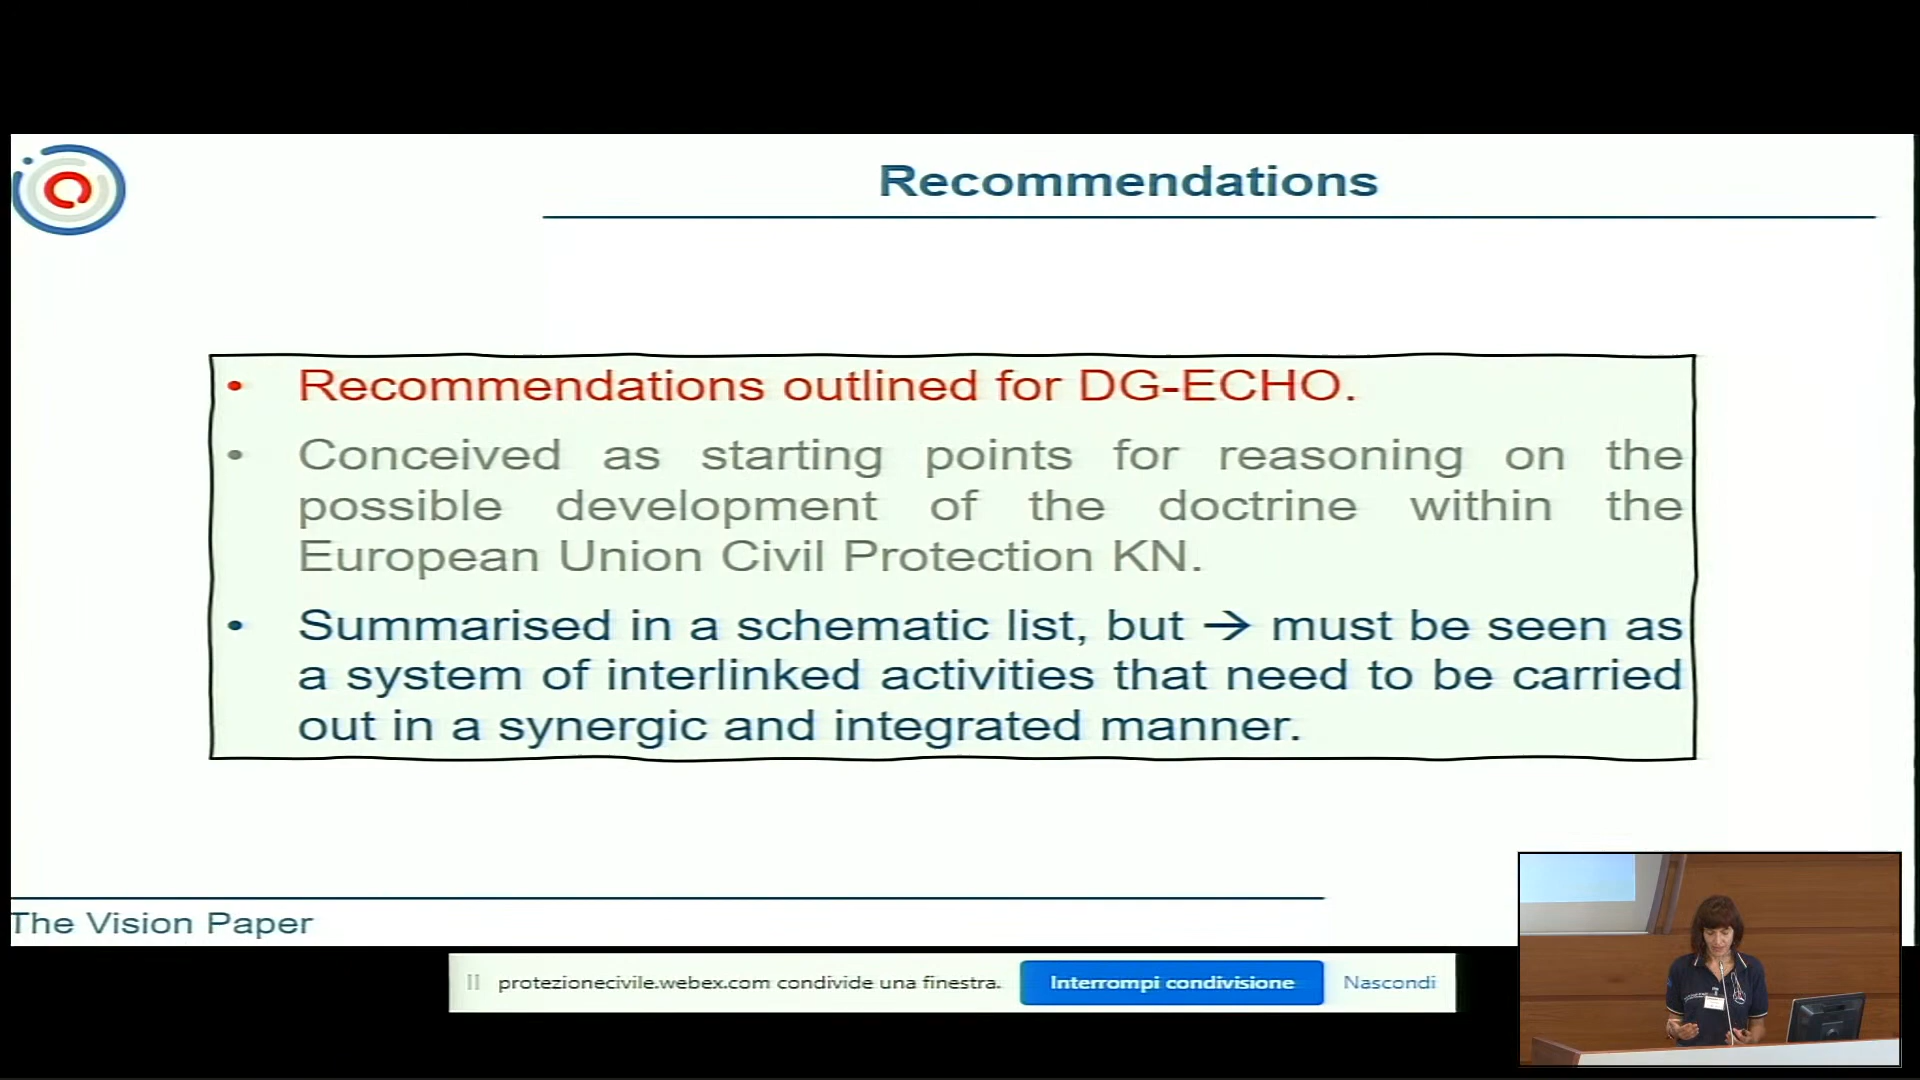 Recommendations
• Recommendations outlined for DG-ECHO.
• Conceived as starting points for reasoning on the
possible development of the doctrine within the
European Union Civil Protection KN.
• Summarised in a schematic list, but → must be seen as
a system of interlinked activities that need to be carried
out in a synergic and integrated manner.
The Vision Paper
protezionecivile.webex.com condivide una finestra.
Interrompi condivisione
Nascondi